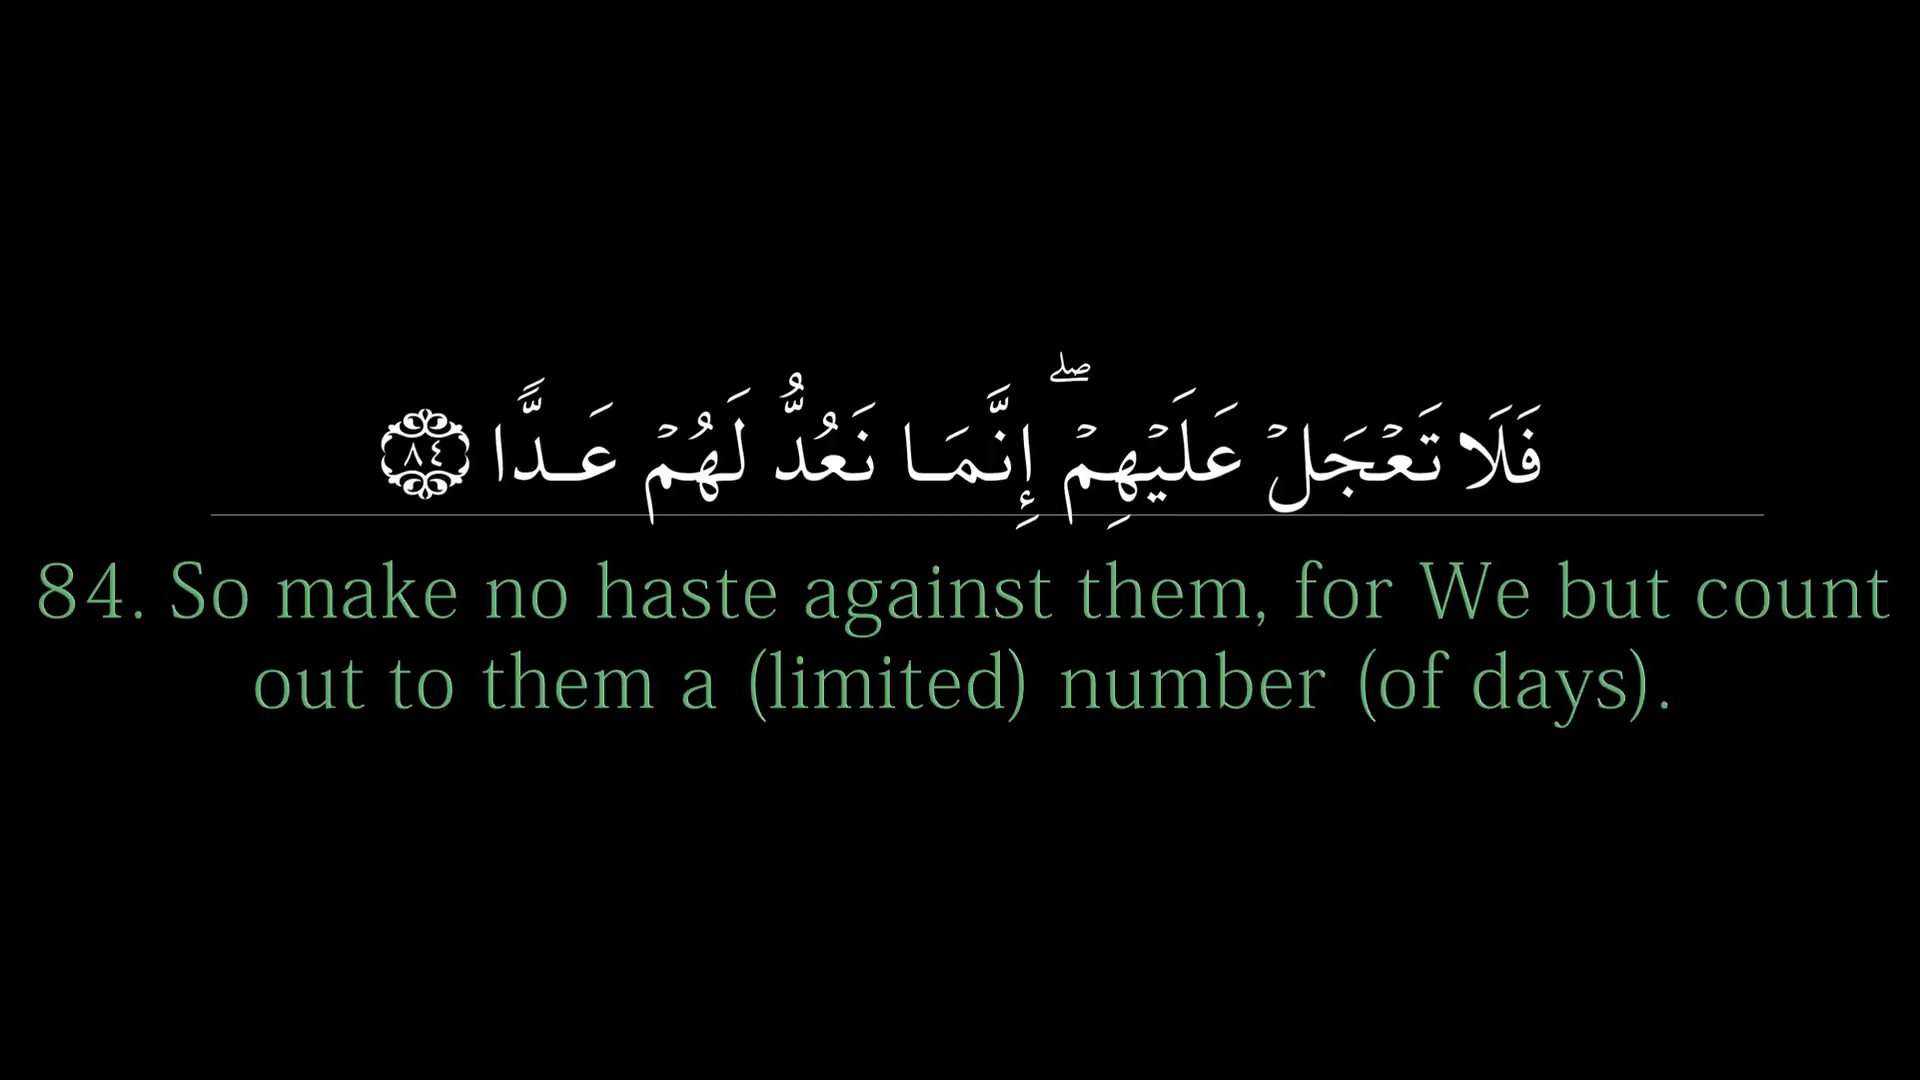 فَلَا تَعۡجَلۡ عَلَيۡهِمۡۖ إِنَّمَا نَعُدُّ لَهُمۡ عَدًّا ٨٤
84. So make no haste against them, for We but count
out to them a (limited) number (of days).